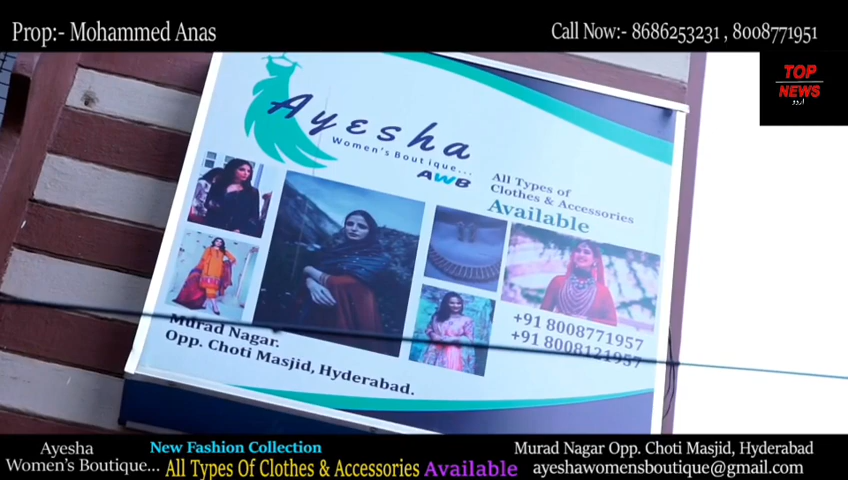 Prop:- Mohammed Anas
Call Now:- 8686253231 , 8008771951
TOP
NEWS
اردو
Ayesha
Women's Boutique...
AWB
All Types of
Clothes & Accessories
Available
+91 8008771957
+91 8008121957
Murad Nagar.
Opp. Choti Masjid, Hyderabad.
Ayesha
Women's Boutique...
New Fashion Collection
All Types Of Clothes & Accessories Available
Murad Nagar Opp. Choti Masjid, Hyderabad
ayeshawomensboutique@gmail.com